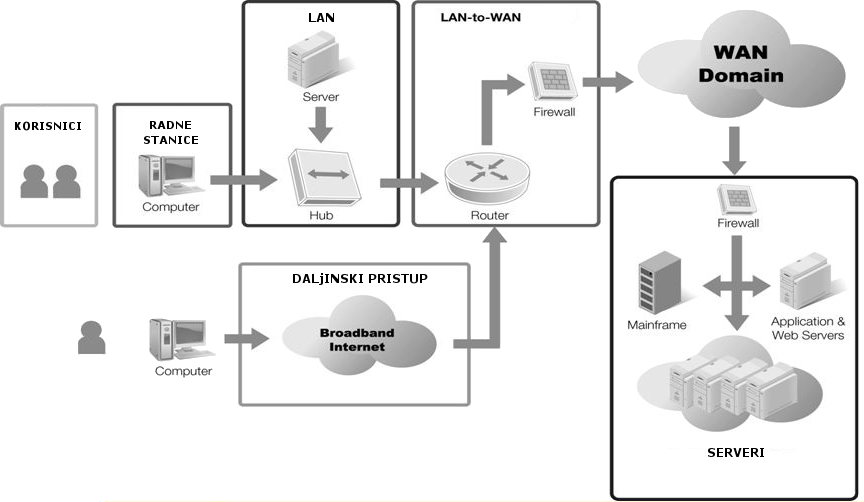 LAN
LAN-to-WAN
WAN
Domain
Server
Firewall
KORISNICI
RADNE
STANICE
Computer
Hub
Router
Firewall
DALjINSKI PRISTUP
Broadband
Internet
Computer
Mainframe
Application &
Web Servers
SERVERI